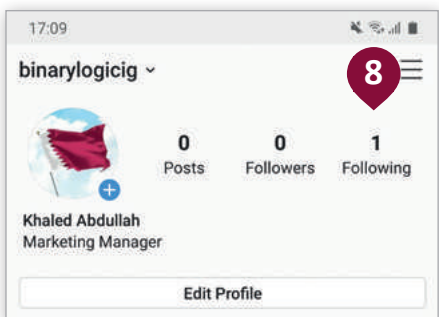 17:09
binarylogicig
8
0 0 1
Posts Followers Following
Khaled Abdullah
Marketing Manager
Edit Profile